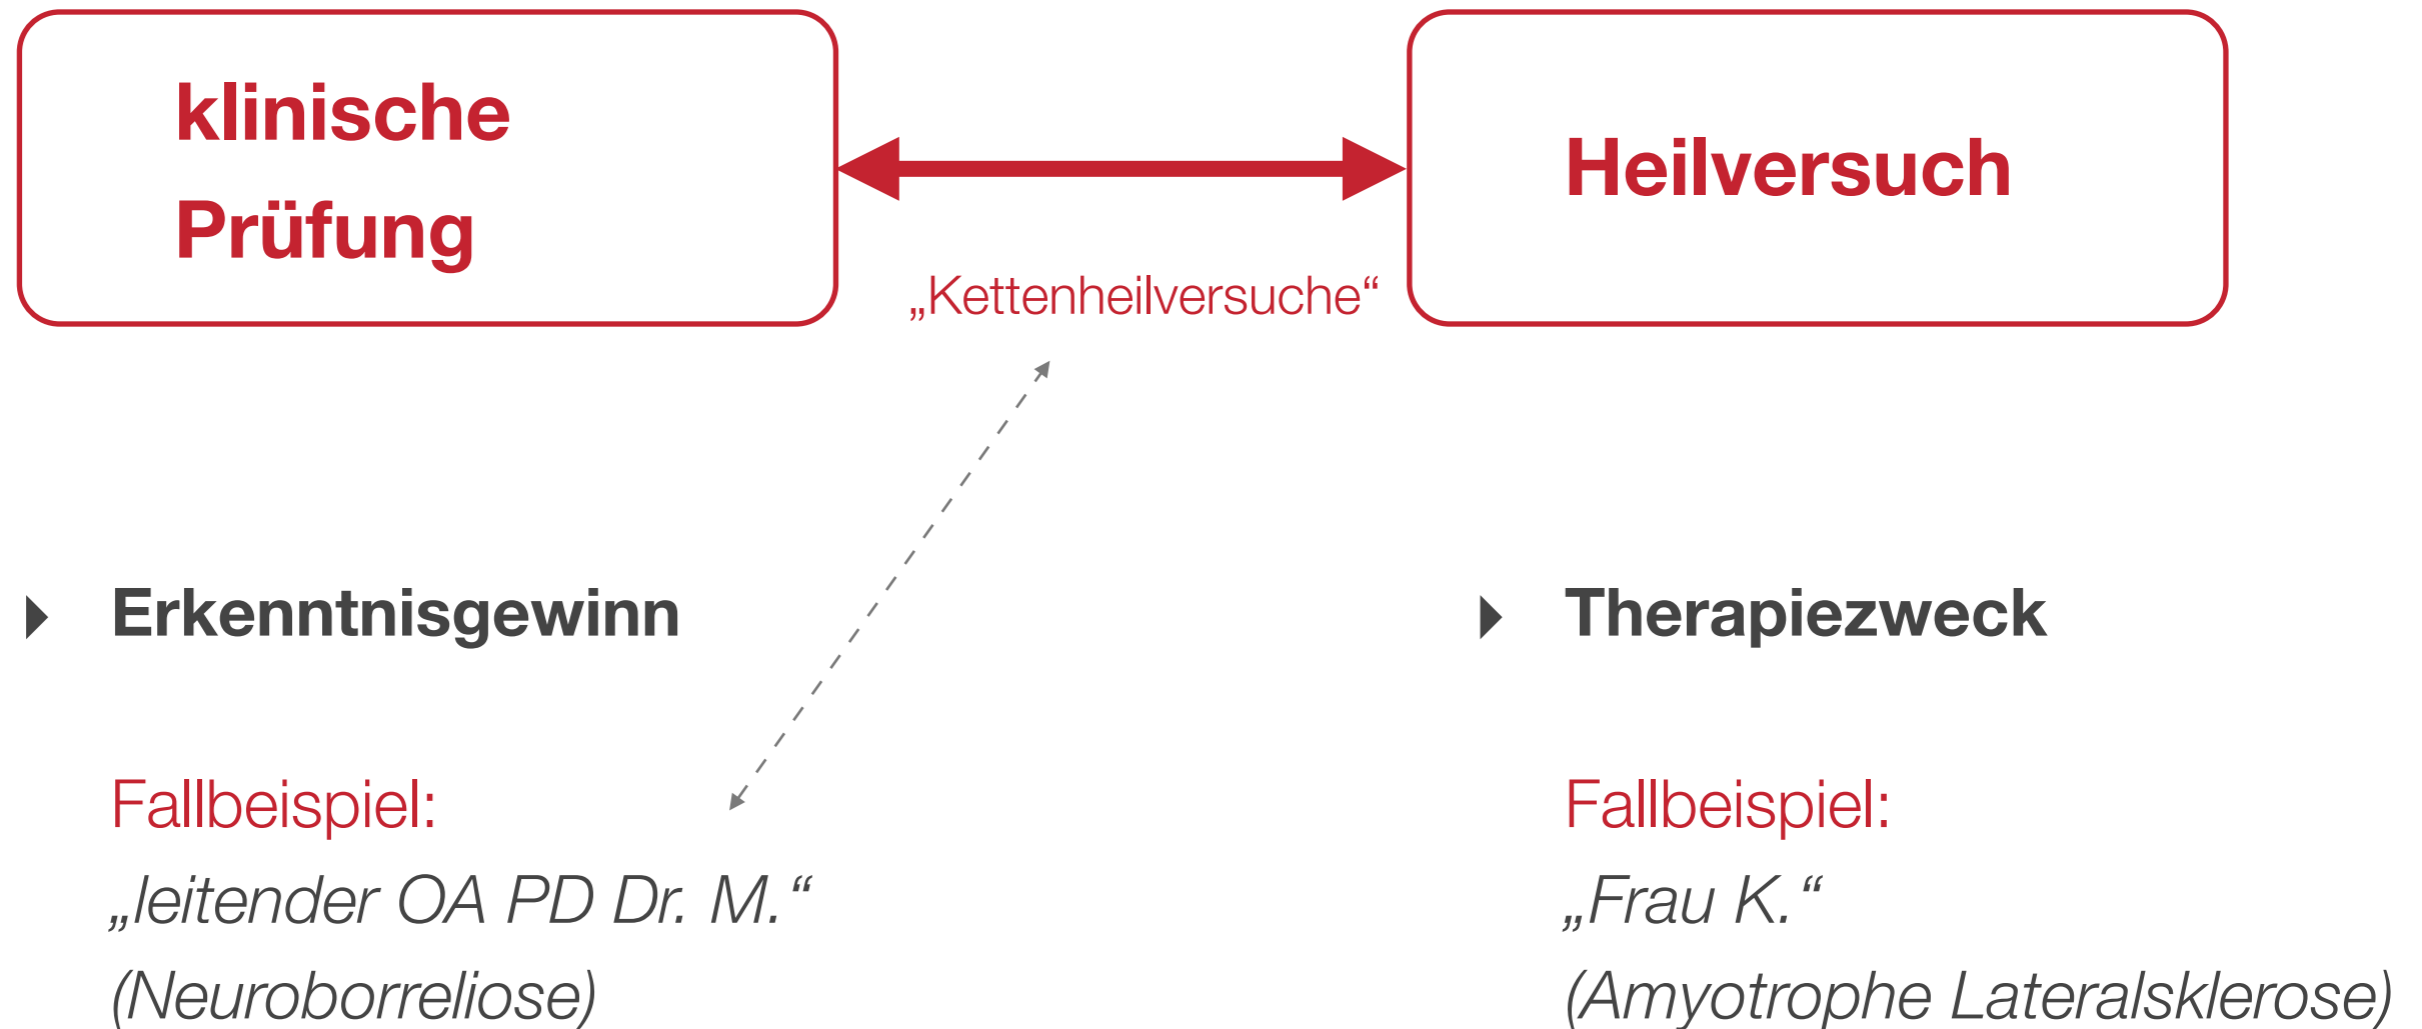 klinische
Prüfung
Heilversuch
„Kettenheilversuche“
Erkenntnisgewinn
Fallbeispiel:
„leitender OA PD Dr. M.“
(Neuroborreliose)
Therapiezweck
Fallbeispiel:
„Frau K.“
(Amyotrophe Lateralsklerose)